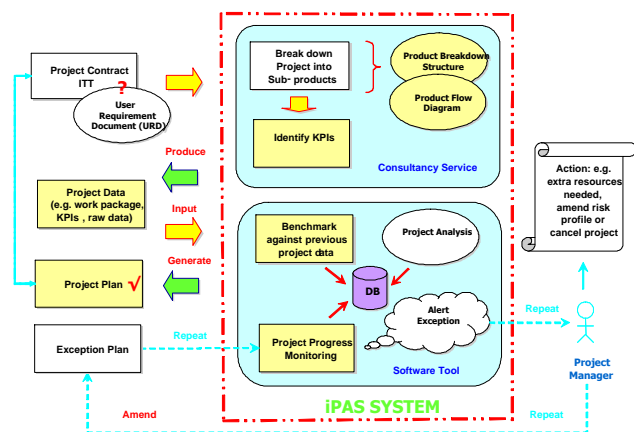 Project Contract
ITT
?
User
Requirement
Document (URD)
Break down
Project into
Sub- products
Product Breakdown
Structure
Product Flow
Diagram
Identify KPIs
Consultancy Service
Produce
Project Data
(e.g. work package,
KPIs , raw data)
Input
Generate
Project Plan √
Exception Plan
Repeat
Benchmark
against previous
project data
Project Analysis
DB
Alert
Exception
Project Progress
Monitoring
Software Tool
iPAS SYSTEM
Action: e.g.
extra resources
needed,
amend risk
profile or
cancel project
Repeat
Project
Manager
Amend
Repeat